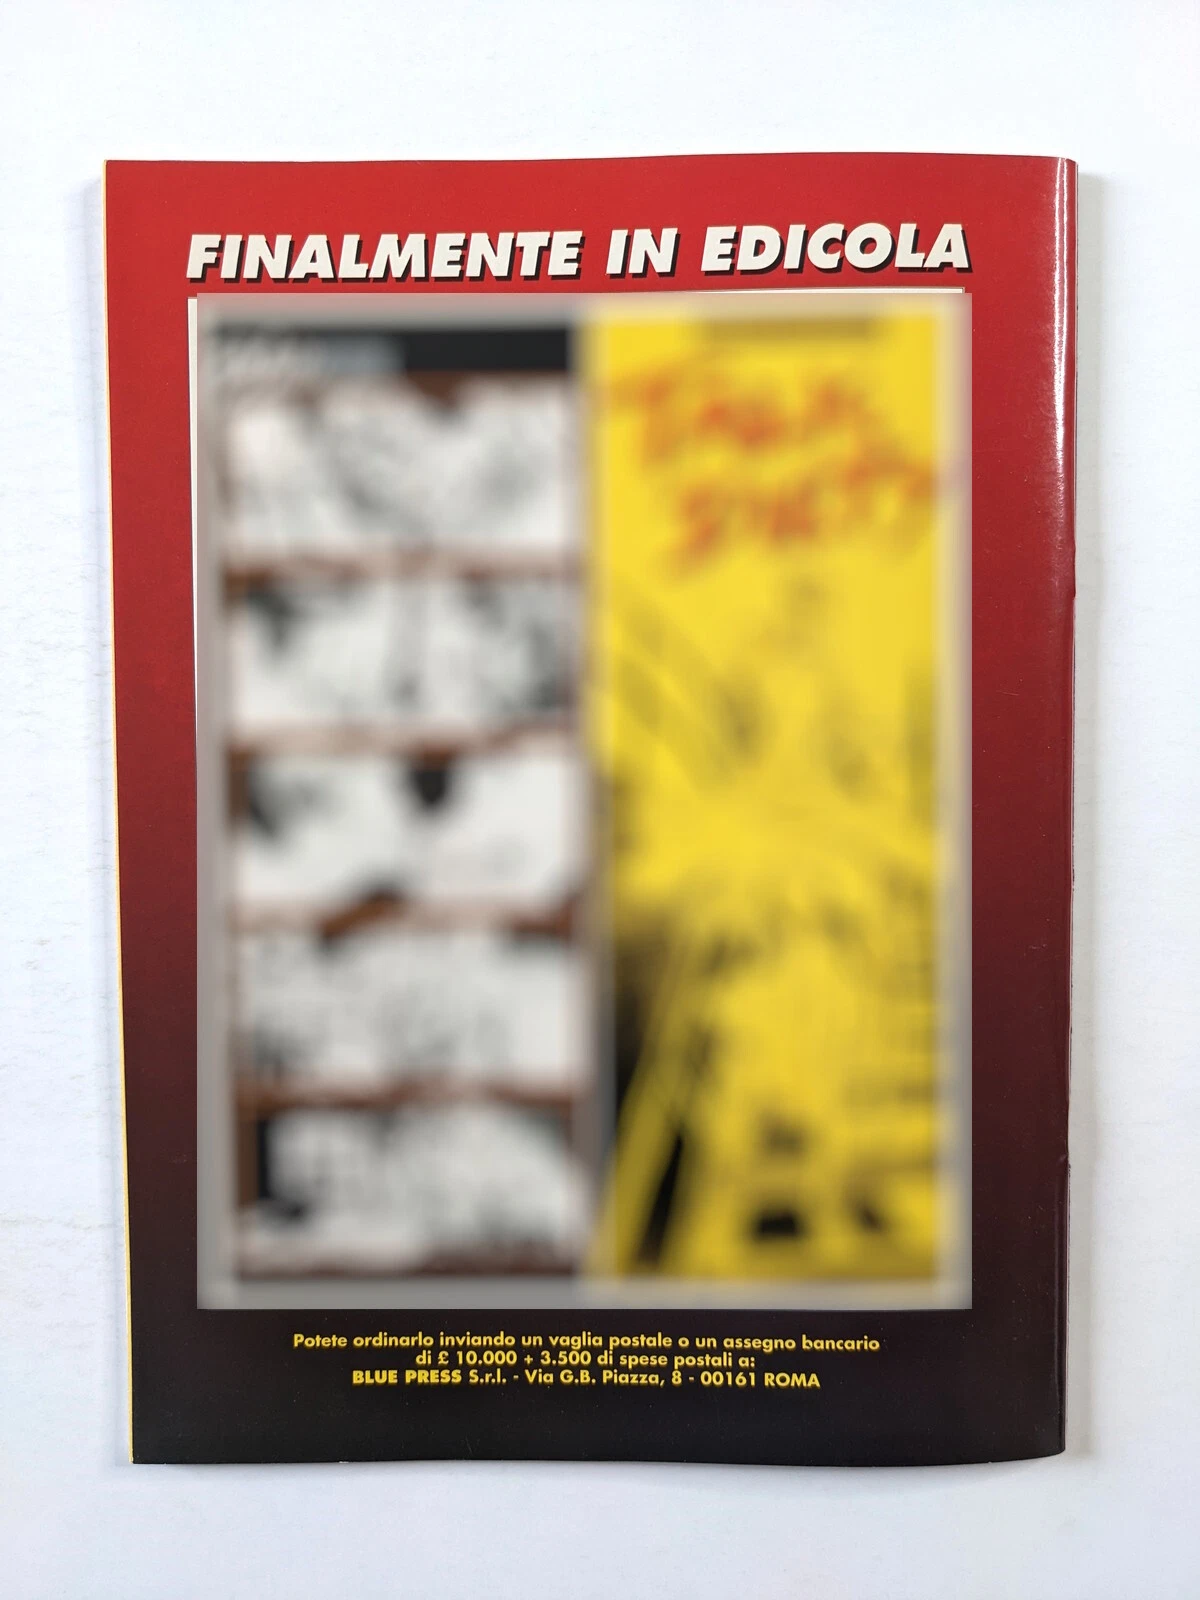 FINALMENTE IN EDICOLA
Potete ordinarlo inviando un vaglia postale o un assegno bancario
di £ 10.000 + 3.500 di spese postali a:
BLUE PRESS S.r.l. - Via G.B. Piazza, 8 - 00161 ROMA